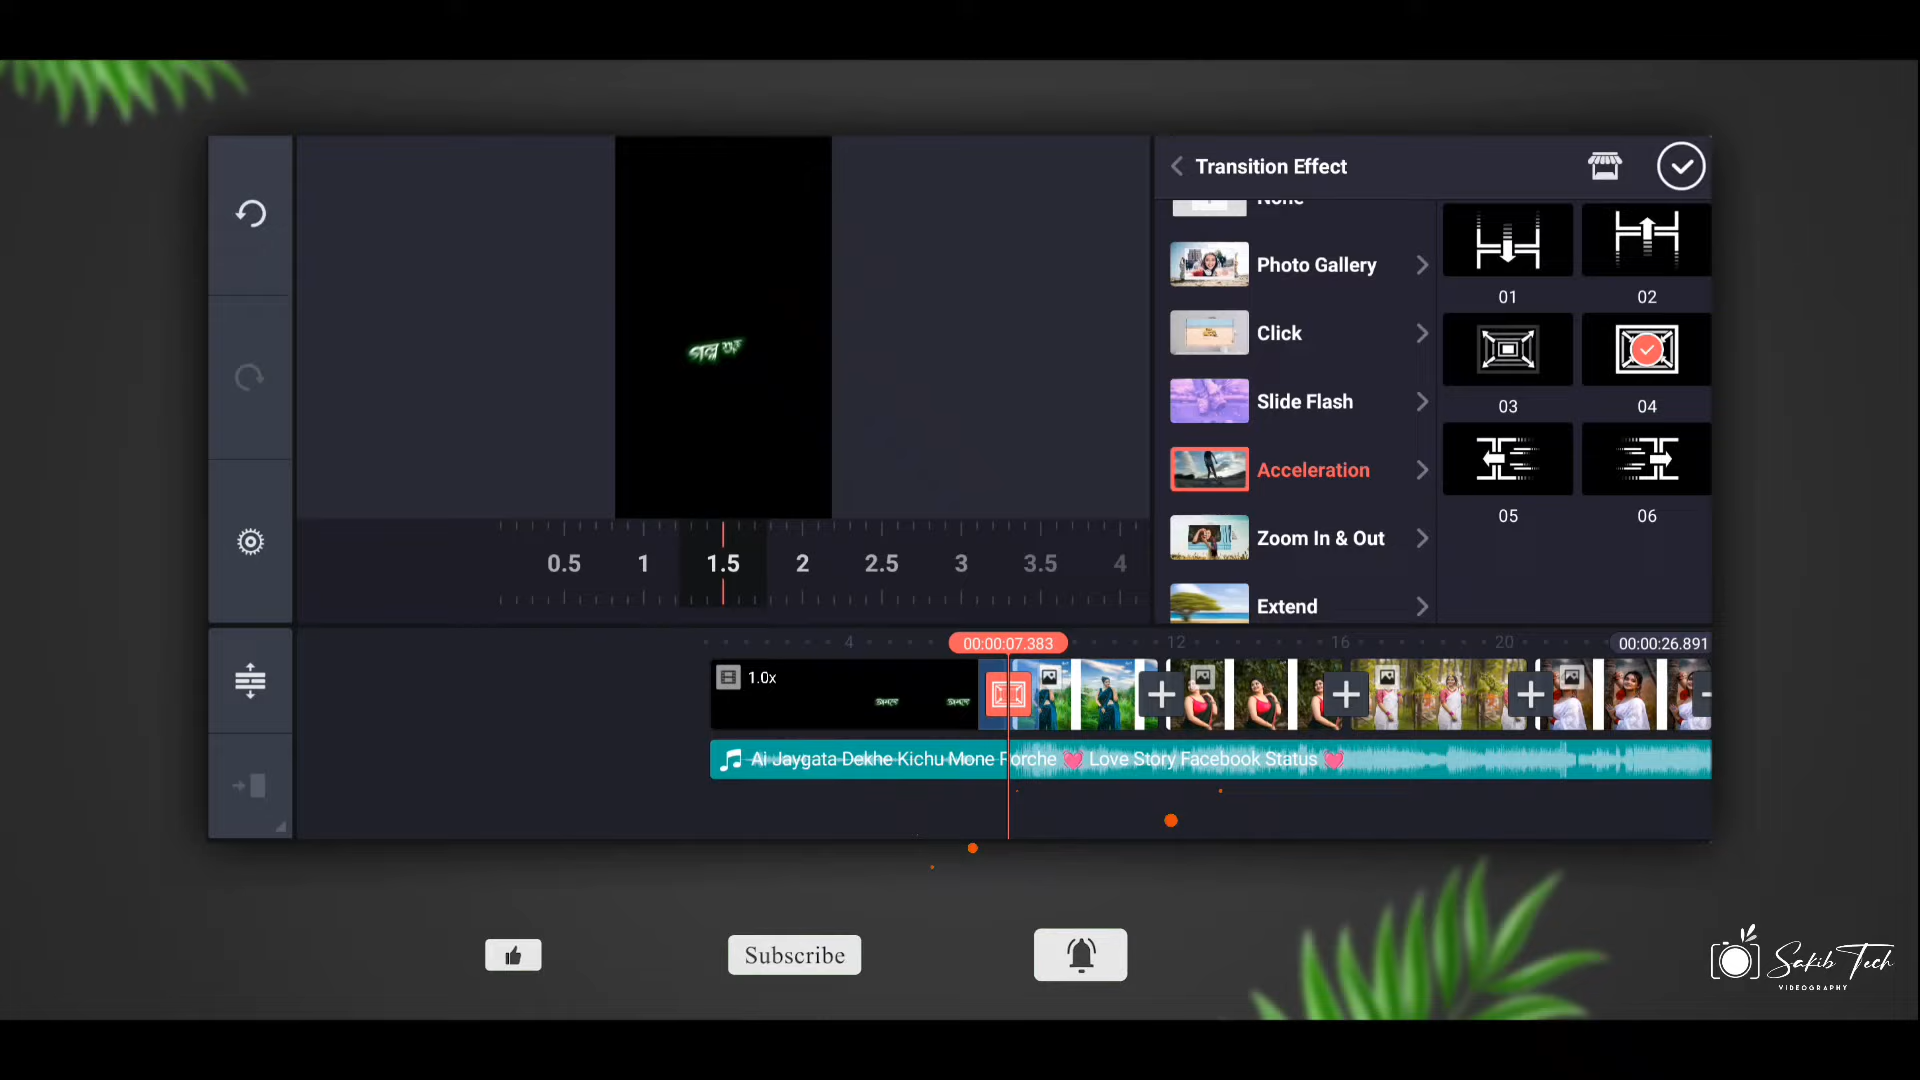 Transition Effect
None
Photo Gallery
Click
Slide Flash
Acceleration
Zoom In & Out
Extend
01
02
03
04
05
06
গল্প শুরু
0.5 1 1.5 2 2.5 3 3.5 4
4 00:00:07.383 12 16 20 00:00:26.891
1.0x
Ai Jaygata Dekhe Kichu Mone Porche 💓 Love Story Facebook Status 💓
Subscribe
Sakib Tech
VIDEOGRAPHY